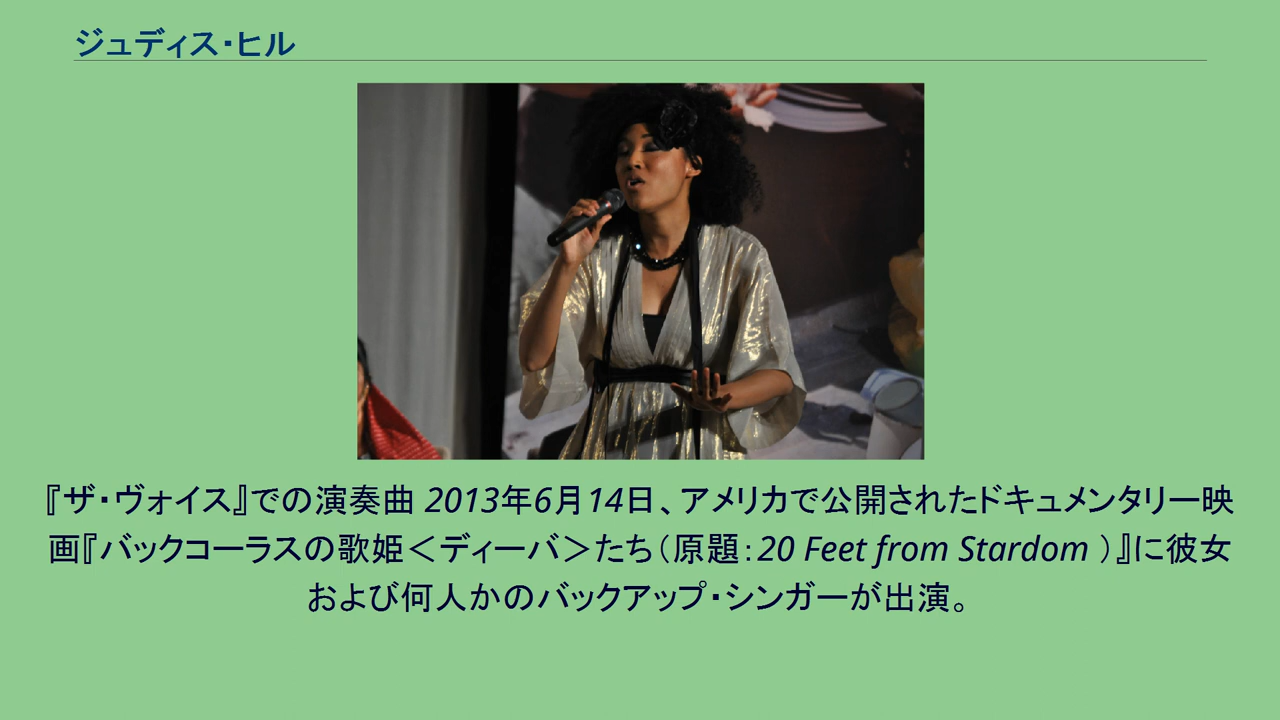 ジュディス・ヒル
『ザ・ヴォイス』での演奏曲 2013年6月14日、アメリカで公開されたドキュメンタリー映
画『バックコーラスの歌姫＜ディーバ＞たち（原題：20 Feet from Stardom ）』に彼女
および何人かのバックアップ・シンガーが出演。